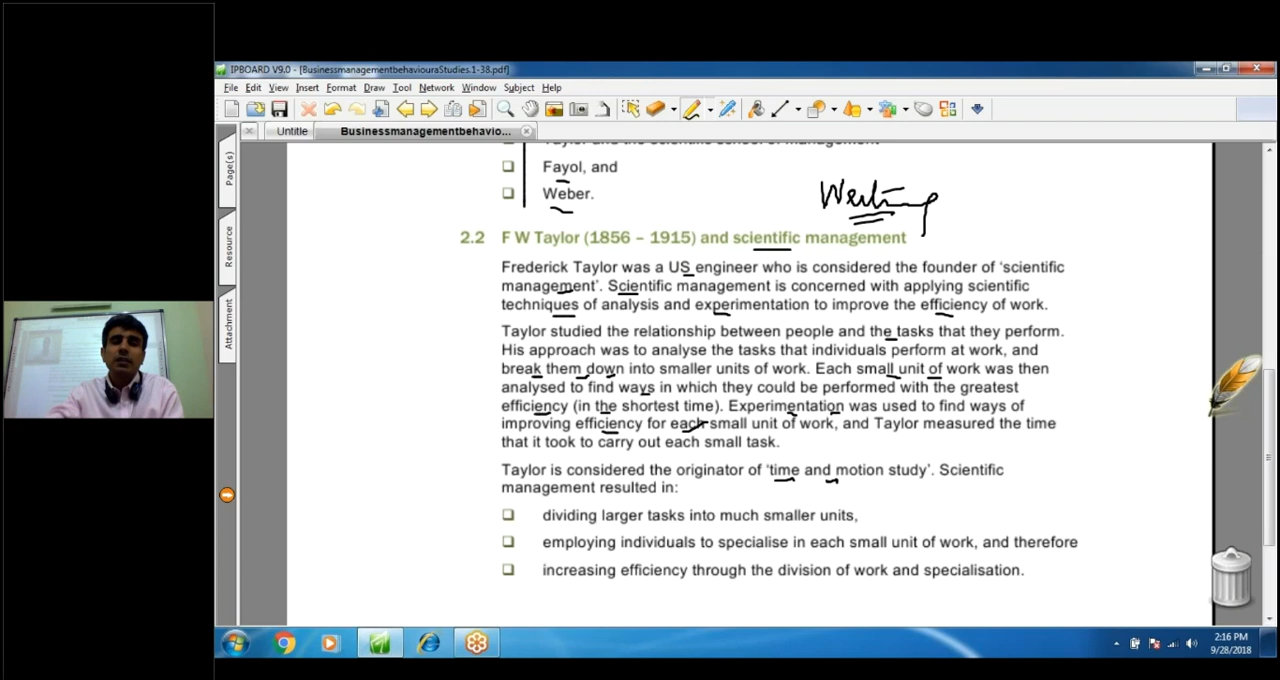 IPBOARD V9.0 - [BusinessmanagementbehaviouraStudies.1-38.pdf]
File Edit View Insert Format Draw Tool Network Window Subject Help
Untitle Businessmanagementbehavio...
Page(s)
Resource
Attachment
Taylor and the scientific school of management.
❑ Fayol, and
❑ Weber.
2.2 F W Taylor (1856 – 1915) and scientific management
Frederick Taylor was a US engineer who is considered the founder of ‘scientific
management’. Scientific management is concerned with applying scientific
techniques of analysis and experimentation to improve the efficiency of work.
Taylor studied the relationship between people and the tasks that they perform.
His approach was to analyse the tasks that individuals perform at work, and
break them down into smaller units of work. Each small unit of work was then
analysed to find ways in which they could be performed with the greatest
efficiency (in the shortest time). Experimentation was used to find ways of
improving efficiency for each small unit of work, and Taylor measured the time
that it took to carry out each small task.
Taylor is considered the originator of ‘time and motion study’. Scientific
management resulted in:
❑ dividing larger tasks into much smaller units,
❑ employing individuals to specialise in each small unit of work, and therefore
❑ increasing efficiency through the division of work and specialisation.
2:16 PM
9/28/2018